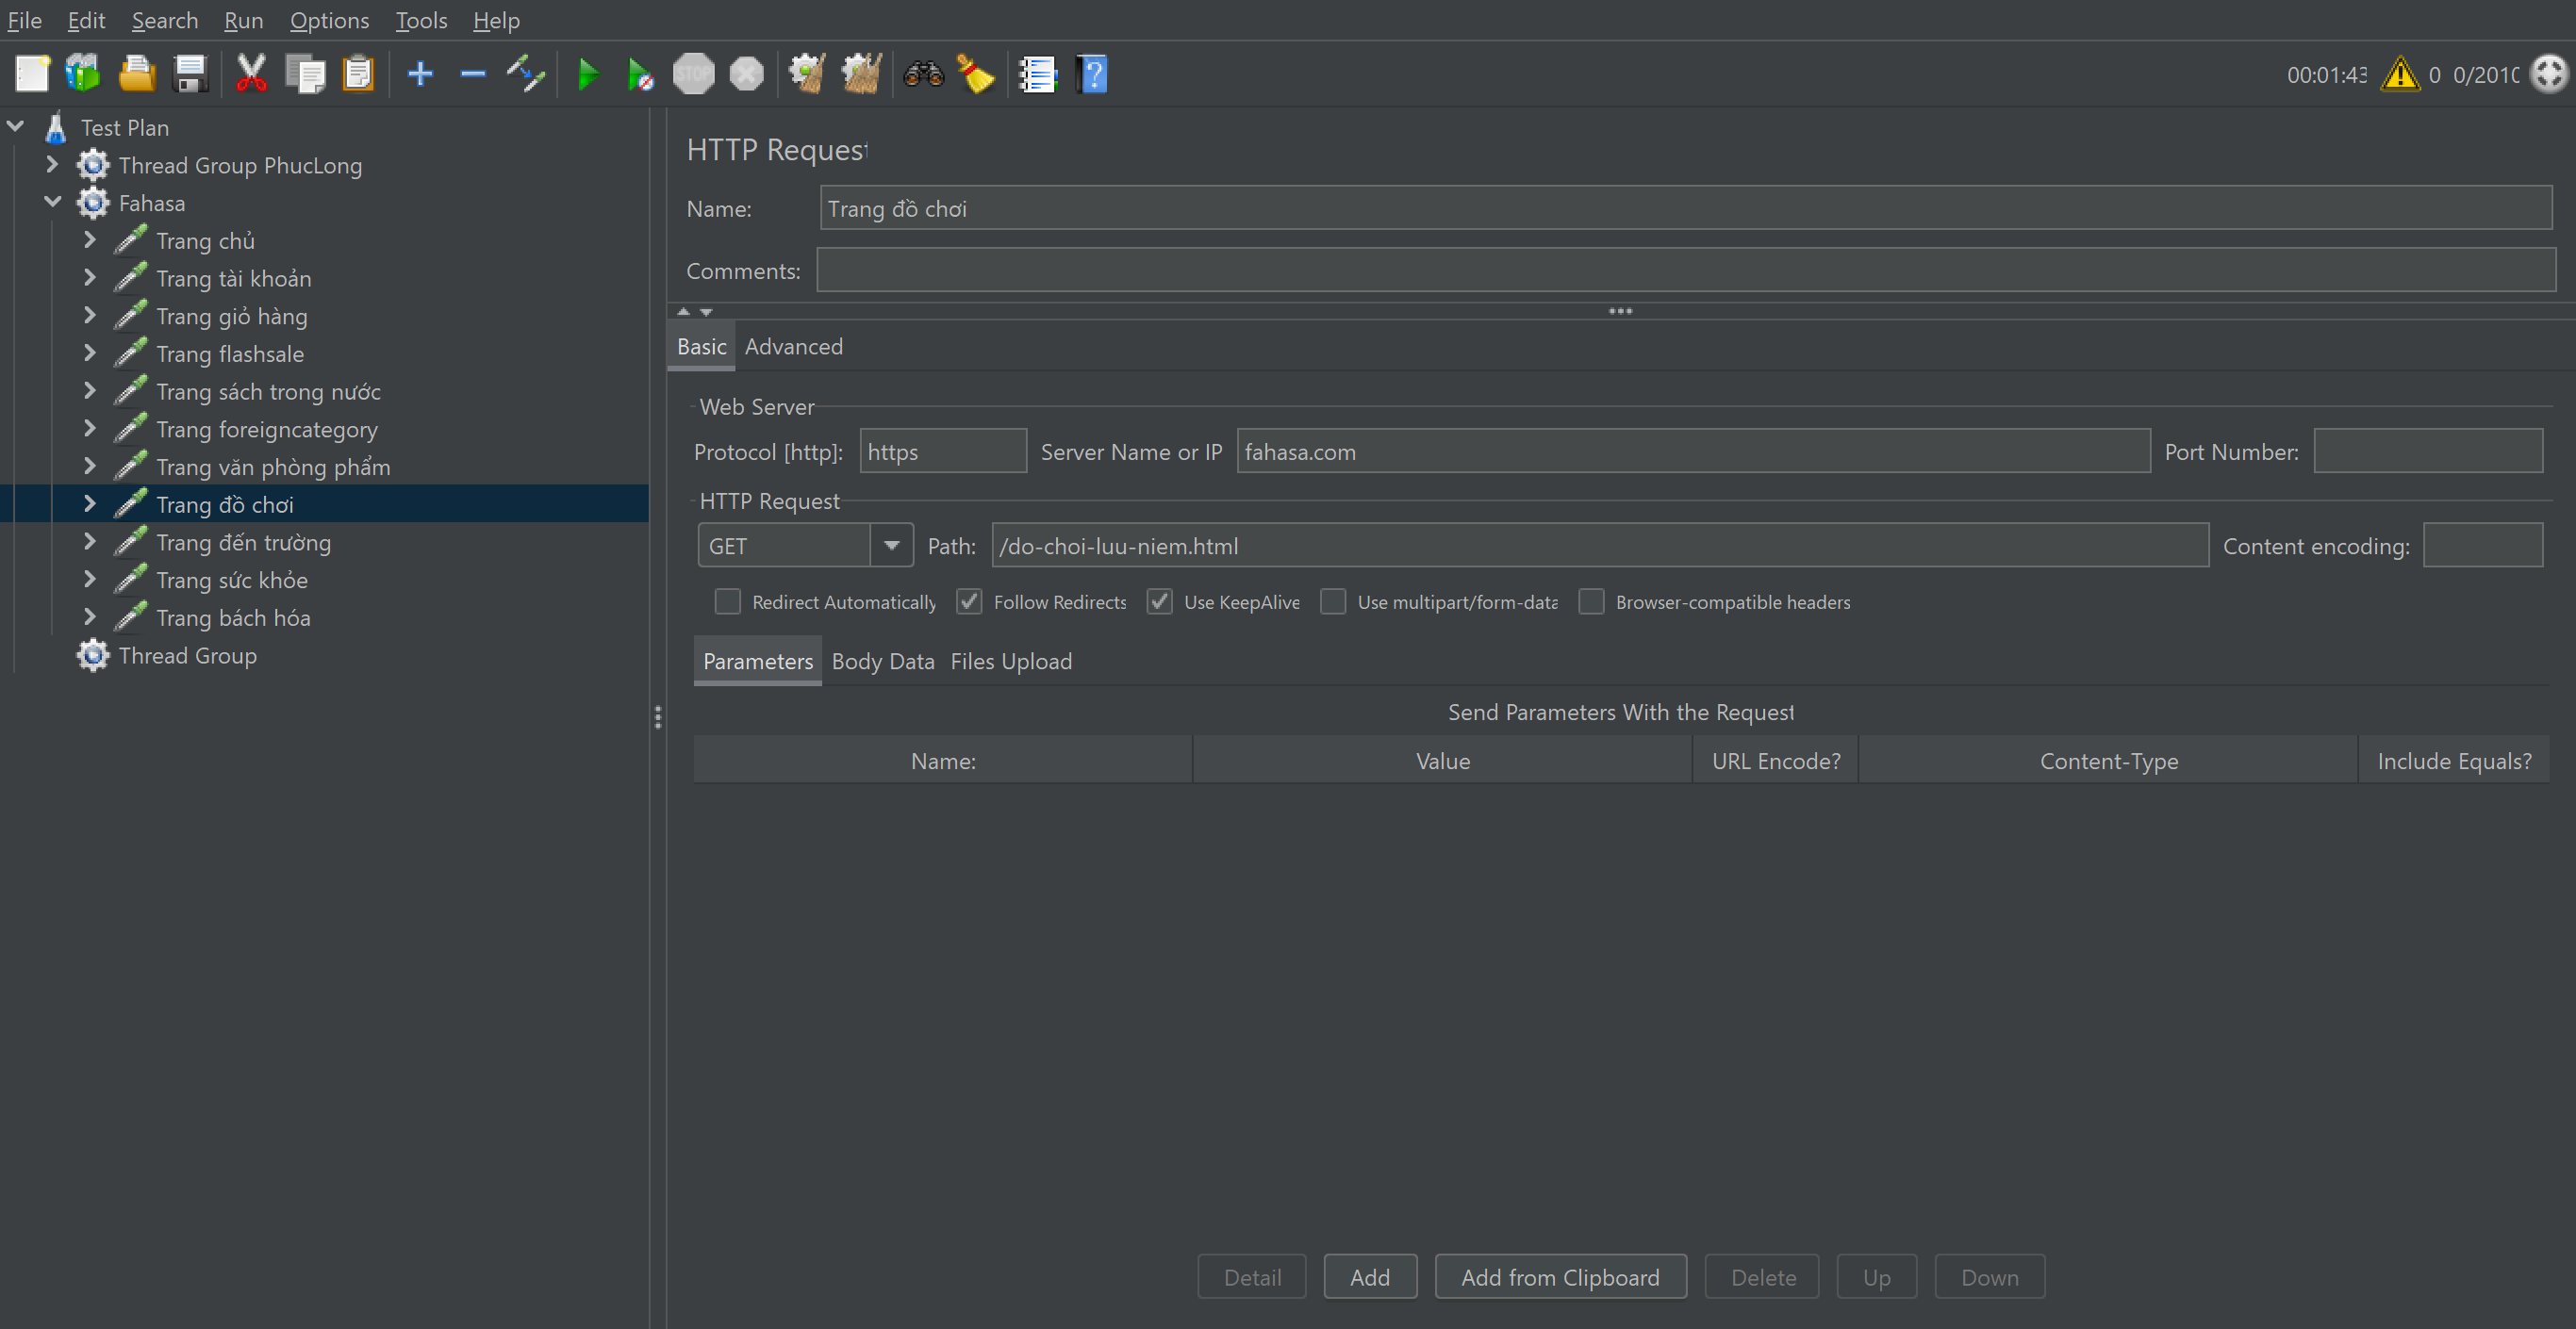 File Edit Search Run Options Tools Help
STOP
00:01:43 0 0/2010
Test Plan
Thread Group PhucLong
Fahasa
Trang chủ
Trang tài khoản
Trang giỏ hàng
Trang flashsale
Trang sách trong nước
Trang foreigncategory
Trang văn phòng phẩm
Trang đồ chơi
Trang đến trường
Trang sức khỏe
Trang bách hóa
Thread Group
HTTP Request
Name: Trang đồ chơi
Comments:
Basic Advanced
Web Server
Protocol [http]: https Server Name or IP fahasa.com Port Number:
HTTP Request
GET Path: /do-choi-luu-niem.html Content encoding:
Redirect Automatically Follow Redirects Use KeepAlive Use multipart/form-data Browser-compatible headers
Parameters Body Data Files Upload
Send Parameters With the Request
Name: Value URL Encode? Content-Type Include Equals?
Detail Add Add from Clipboard Delete Up Down